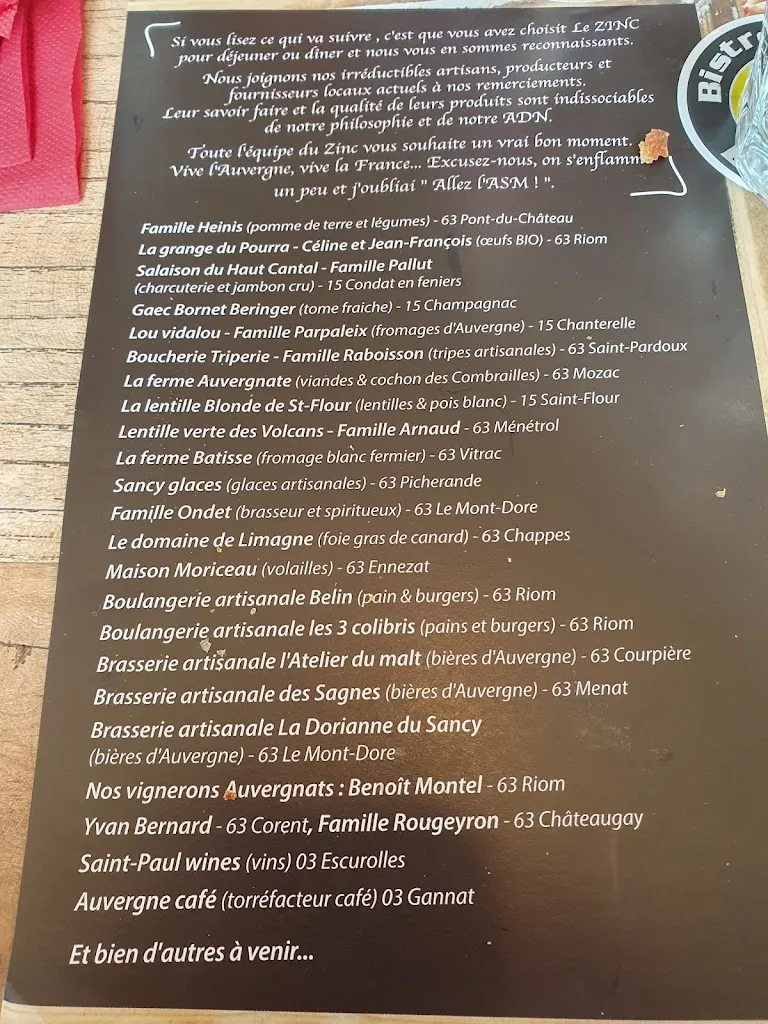 Bistr
Si vous lisez ce qui va suivre , c'est que vous avez choisit Le ZINC
pour déjeuner ou dîner et nous vous en sommes reconnaissants.
Nous joignons nos irréductibles artisans, producteurs et
fournisseurs locaux actuels à nos remerciements.
Leur savoir faire et la qualité de leurs produits sont indissociables
de notre philosophie et de notre ADN.
Toute l'équipe du Zinc vous souhaite un vrai bon moment.
Vive l'Auvergne, vive la France... Excusez-nous, on s'enflamm
un peu et j'oubliai " Allez l'ASM ! ".
Famille Heinis (pomme de terre et légumes) - 63 Pont-du-Château
La grange du Pourra - Céline et Jean-François (œufs BIO) - 63 Riom
Salaison du Haut Cantal - Famille Pallut
(charcuterie et jambon cru) - 15 Condat en feniers
Gaec Bornet Beringer (tome fraiche) - 15 Champagnac
Lou vidalou - Famille Parpaleix (fromages d'Auvergne) - 15 Chanterelle
Boucherie Triperie - Famille Raboisson (tripes artisanales) - 63 Saint-Pardoux
La ferme Auvergnate (viandes & cochon des Combrailles) - 63 Mozac
La lentille Blonde de St-Flour (lentilles & pois blanc) - 15 Saint-Flour
Lentille verte des Volcans - Famille Arnaud - 63 Ménétrol
La ferme Batisse (fromage blanc fermier) - 63 Vitrac
Sancy glaces (glaces artisanales) - 63 Picherande
Famille Ondet (brasseur et spiritueux) - 63 Le Mont-Dore
Le domaine de Limagne (foie gras de canard) - 63 Chappes
Maison Moriceau (volailles) - 63 Ennezat
Boulangerie artisanale Belin (pain & burgers) - 63 Riom
Boulangerie artisanale les 3 colibris (pains et burgers) - 63 Riom
Brasserie artisanale l'Atelier du malt (bières d'Auvergne) - 63 Courpière
Brasserie artisanale des Sagnes (bières d'Auvergne) - 63 Menat
Brasserie artisanale La Dorianne du Sancy
(bières d'Auvergne) - 63 Le Mont-Dore
Nos vignerons Auvergnats : Benoît Montel - 63 Riom
Yvan Bernard - 63 Corent, Famille Rougeyron - 63 Châteaugay
Saint-Paul wines (vins) 03 Escurolles
Auvergne café (torréfacteur café) 03 Gannat
Et bien d'autres à venir...